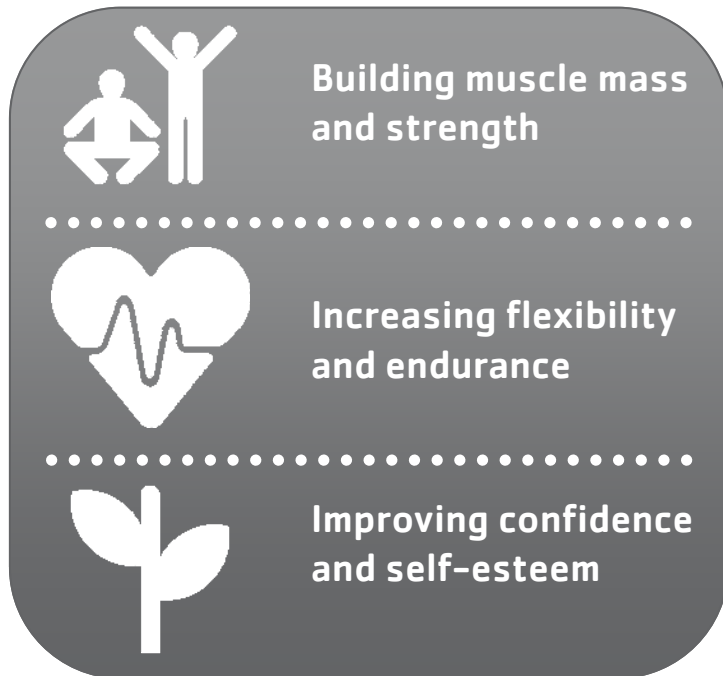 Building muscle mass
and strength
Increasing flexibility
and endurance
Improving confidence
and self-esteem